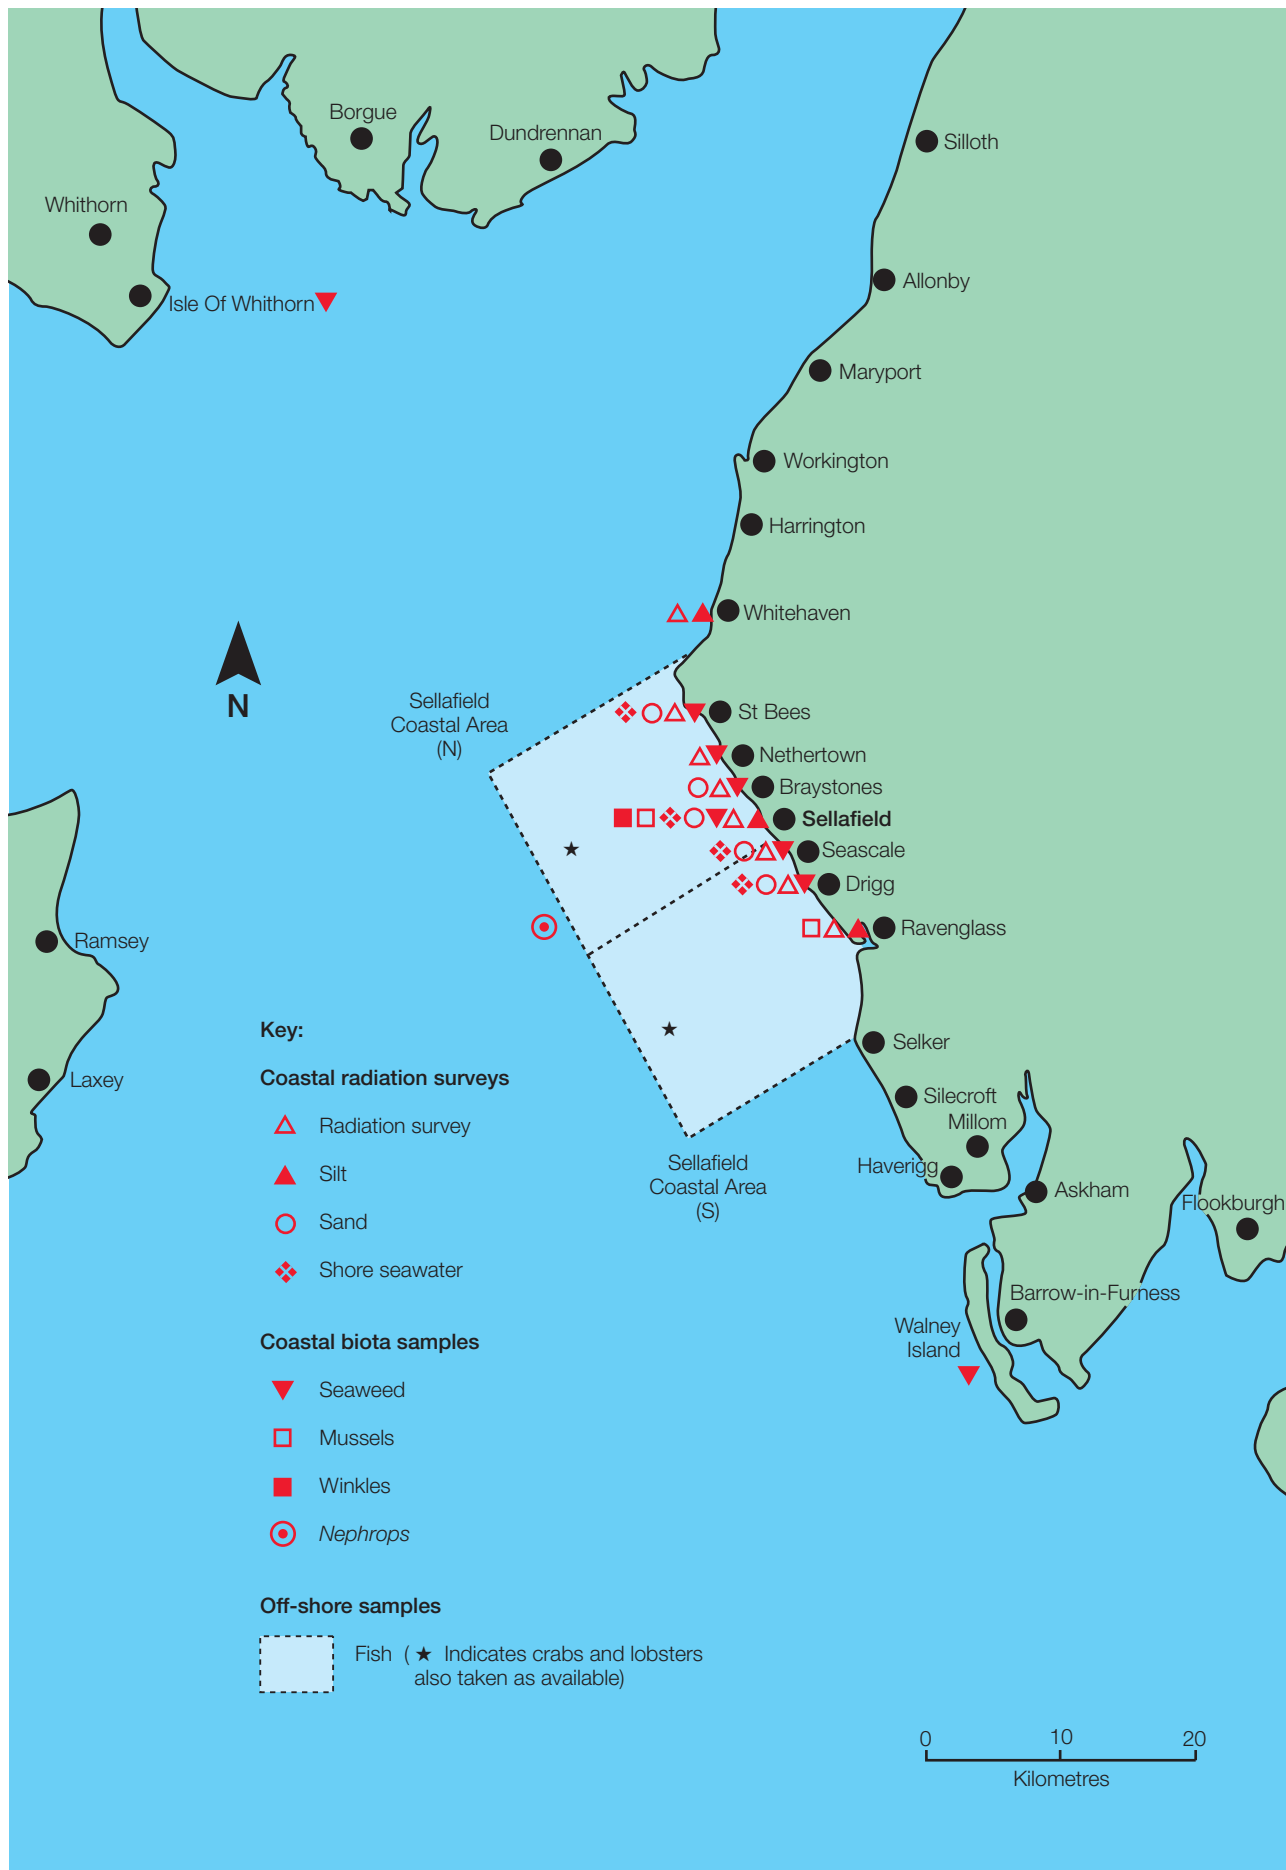 Borgue
Dundrennan
Silloth
Whithorn
Isle Of Whithorn
Allonby
Maryport
Workington
Harrington
Whitehaven
N
Sellafield
Coastal Area
(N)
St Bees
Nethertown
Braystones
Sellafield
Seascale
Drigg
Ravenglass
Ramsey
Laxey
Selker
Silecroft
Millom
Haverigg
Askham
Flookburgh
Sellafield
Coastal Area
(S)
Barrow-in-Furness
Walney
Island
Key:
Coastal radiation surveys
Radiation survey
Silt
Sand
Shore seawater
Coastal biota samples
Seaweed
Mussels
Winkles
Nephrops
Off-shore samples
Fish ( ★ Indicates crabs and lobsters
also taken as available)
0 10 20
Kilometres